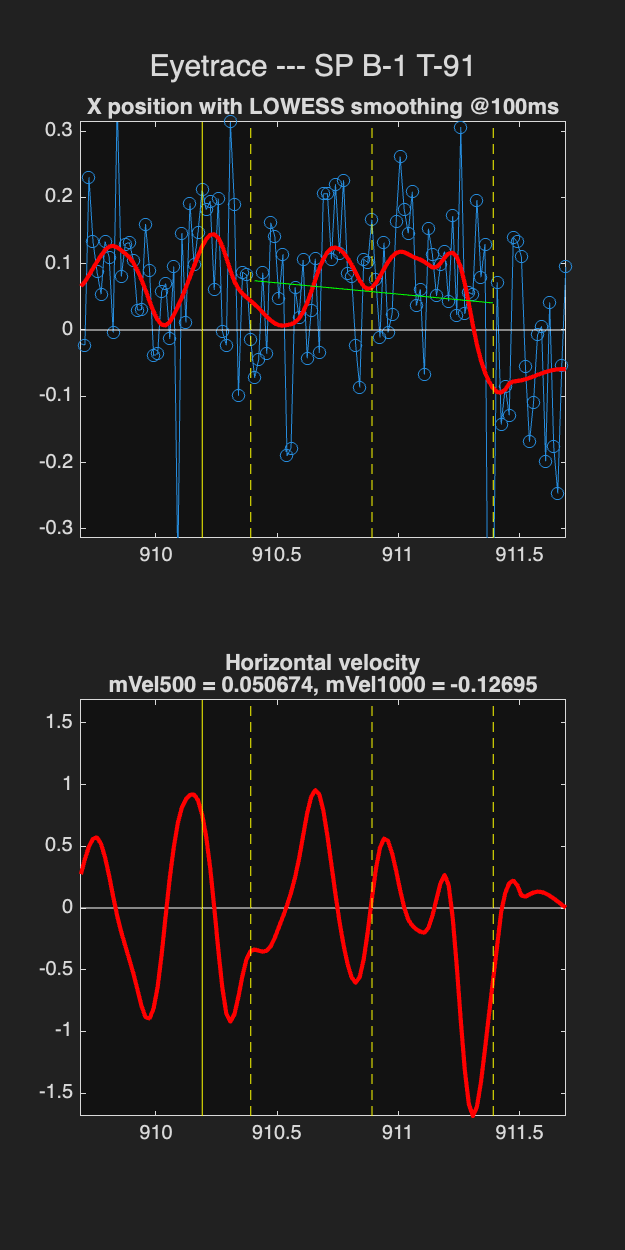 Eyetrace --- SP B-1 T-91
X position with LOWESS smoothing @100ms
0.3
0.2
0.1
0
-0.1
-0.2
-0.3
910 910.5 911 911.5
Horizontal velocity
mVel500 = 0.050674, mVel1000 = -0.12695
1.5
1
0.5
0
-0.5
-1
-1.5
910 910.5 911 911.5